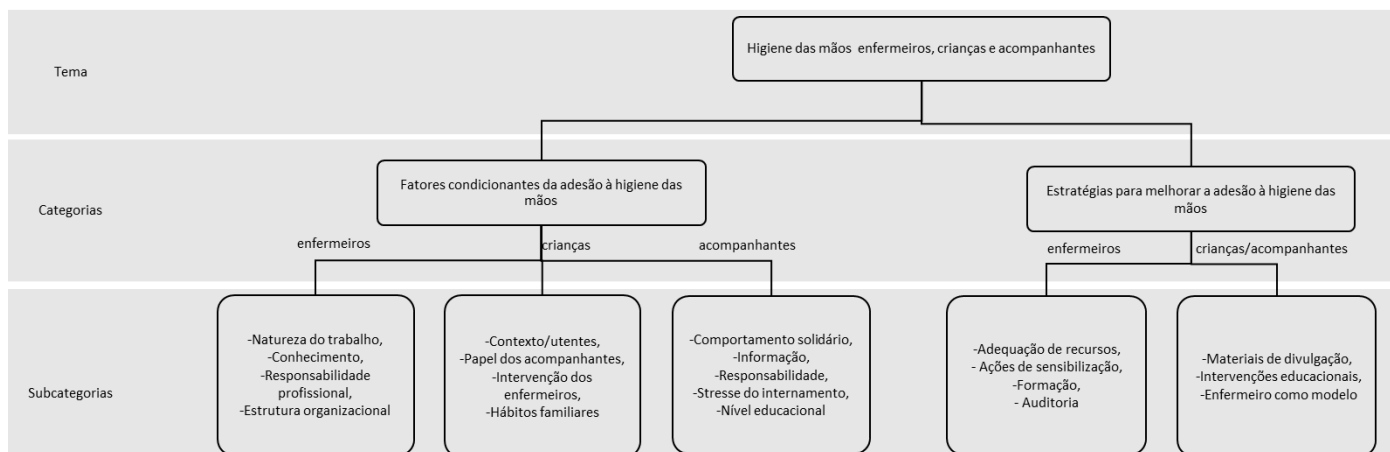 Higiene das mãos enfermeiros, crianças e acompanhantes
Tema
Fatores condicionantes da adesão à higiene das
mãos
Estratégias para melhorar a adesão à higiene das
mãos
Categorias
enfermeiros
crianças
acompanhantes
enfermeiros
crianças/acompanhantes
Subcategorias
-Natureza do trabalho,
-Conhecimento,
-Responsabilidade
profissional,
-Estrutura organizacional
-Contexto/utentes,
-Papel dos acompanhantes,
-Intervenção dos
enfermeiros,
-Hábitos familiares
-Comportamento solidário,
-Informação,
-Responsabilidade,
-Stresse do internamento,
-Nível educacional
-Adequação de recursos,
- Ações de sensibilização,
-Formação,
- Auditoria
-Materiais de divulgação,
-Intervenções educacionais,
-Enfermeiro como modelo